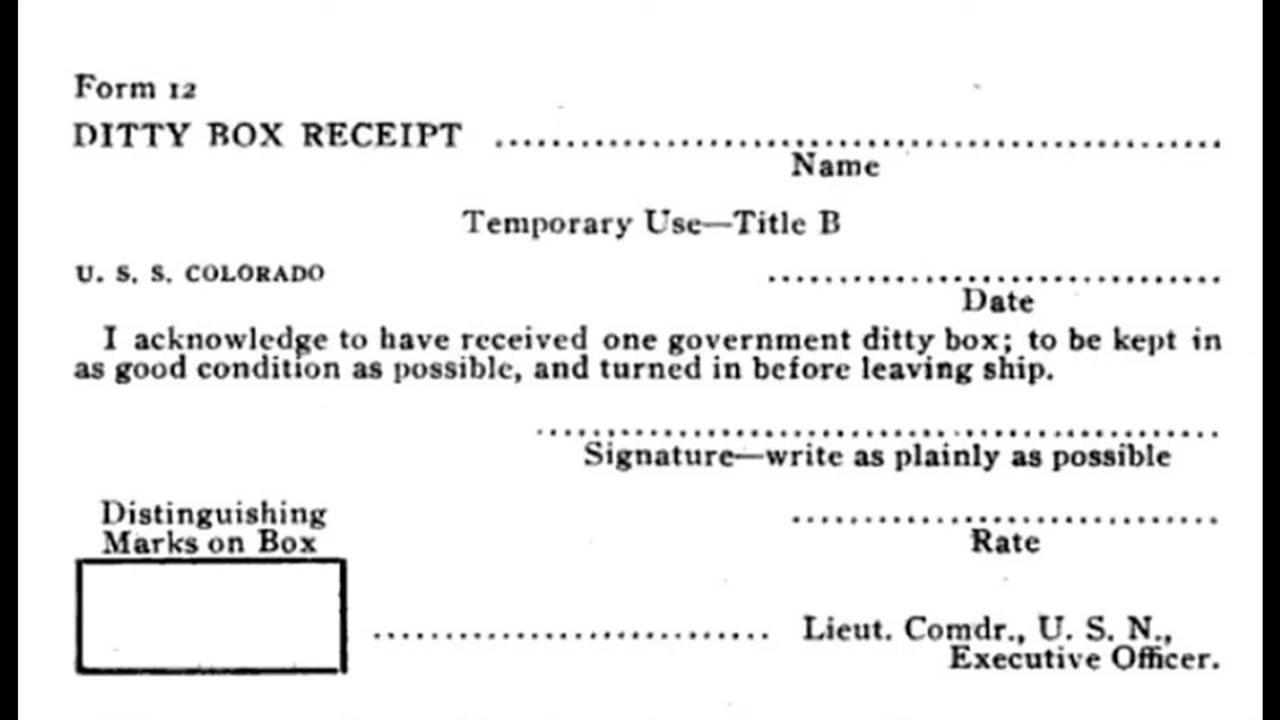 Form 12
DITTY BOX RECEIPT ..............................
Name
Temporary Use—Title B
U. S. S. COLORADO ..............................
Date
I acknowledge to have received one government ditty box; to be kept in
as good condition as possible, and turned in before leaving ship.
..............................
Signature—write as plainly as possible
Distinguishing
Marks on Box
..............................
Rate
.............................. Lieut. Comdr., U. S. N.,
Executive Officer.